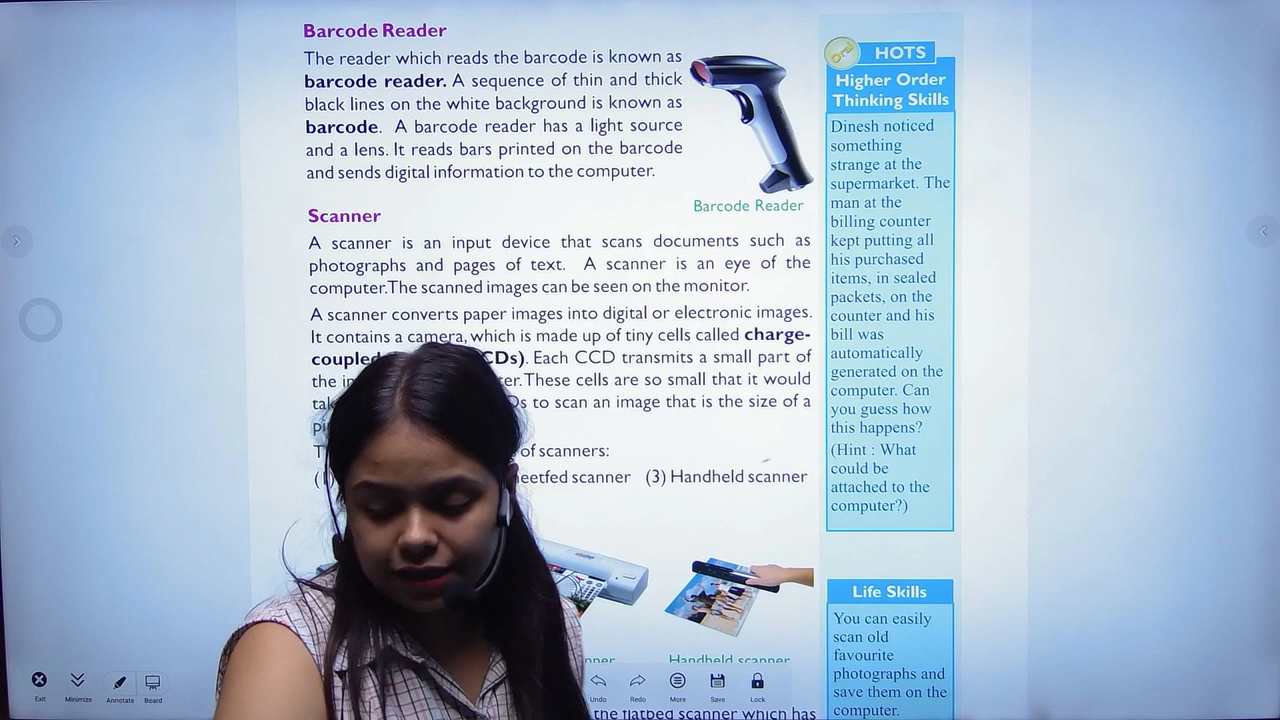 Barcode Reader
The reader which reads the barcode is known as
barcode reader. A sequence of thin and thick
black lines on the white background is known as
barcode. A barcode reader has a light source
and a lens. It reads bars printed on the barcode
and sends digital information to the computer.
Barcode Reader
Scanner
A scanner is an input device that scans documents such as
photographs and pages of text. A scanner is an eye of the
computer.The scanned images can be seen on the monitor.
A scanner converts paper images into digital or electronic images.
It contains a camera, which is made up of tiny cells called charge-
coupled CDs). Each CCD transmits a small part of
the ter.These cells are so small that it would
to scan an image that is the size of a
of scanners:
eetfed scanner (3) Handheld scanner
nner
Handheld scanner
the flatbed scanner which has
HOTS
Higher Order
Thinking Skills
Dinesh noticed
something
strange at the
supermarket. The
man at the
billing counter
kept putting all
his purchased
items, in sealed
packets, on the
counter and his
bill was
automatically
generated on the
computer. Can
you guess how
this happens?
(Hint : What
could be
attached to the
computer?)
Life Skills
You can easily
scan old
favourite
photographs and
save them on the
computer.
Exit Minimize Annotate Board Undo Redo More Save Lock